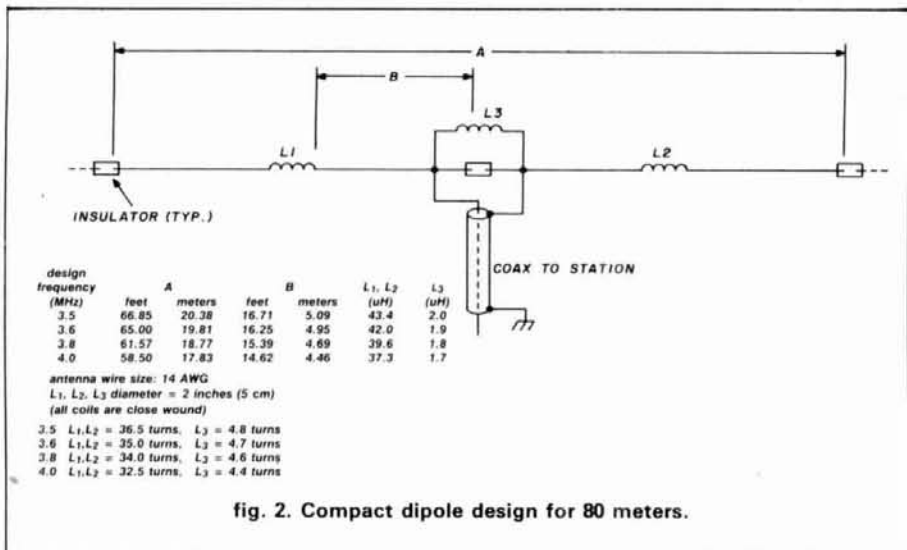 A
B
L3
L1
L2
INSULATOR (TYP.)
COAX TO STATION
design
frequency A B L1, L2 L3
(MHz) feet meters feet meters (uH) (uH)
3.5 66.85 20.38 16.71 5.09 43.4 2.0
3.6 65.00 19.81 16.25 4.95 42.0 1.9
3.8 61.57 18.77 15.39 4.69 39.6 1.8
4.0 58.50 17.83 14.62 4.46 37.3 1.7
antenna wire size: 14 AWG
L1, L2, L3 diameter = 2 inches (5 cm)
(all coils are close wound)
3.5 L1,L2 = 36.5 turns, L3 = 4.8 turns
3.6 L1,L2 = 35.0 turns, L3 = 4.7 turns
3.8 L1,L2 = 34.0 turns, L3 = 4.6 turns
4.0 L1,L2 = 32.5 turns, L3 = 4.4 turns
fig. 2. Compact dipole design for 80 meters.